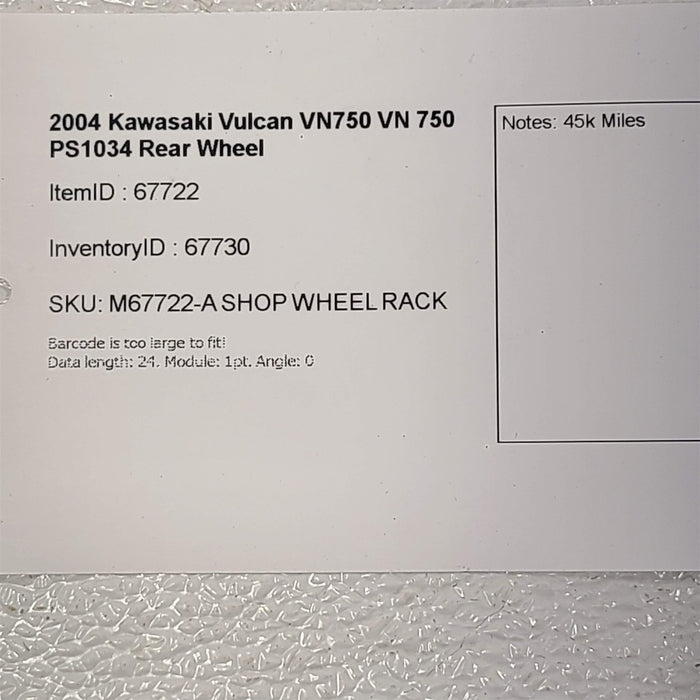 2004 Kawasaki Vulcan VN750 VN 750
PS1034 Rear Wheel
ItemID : 67722
InventoryID : 67730
SKU: M67722-A SHOP WHEEL RACK
Barcode is too large to fit!
Data length: 24. Module: 1pt. Angle: 0
Notes: 45k Miles